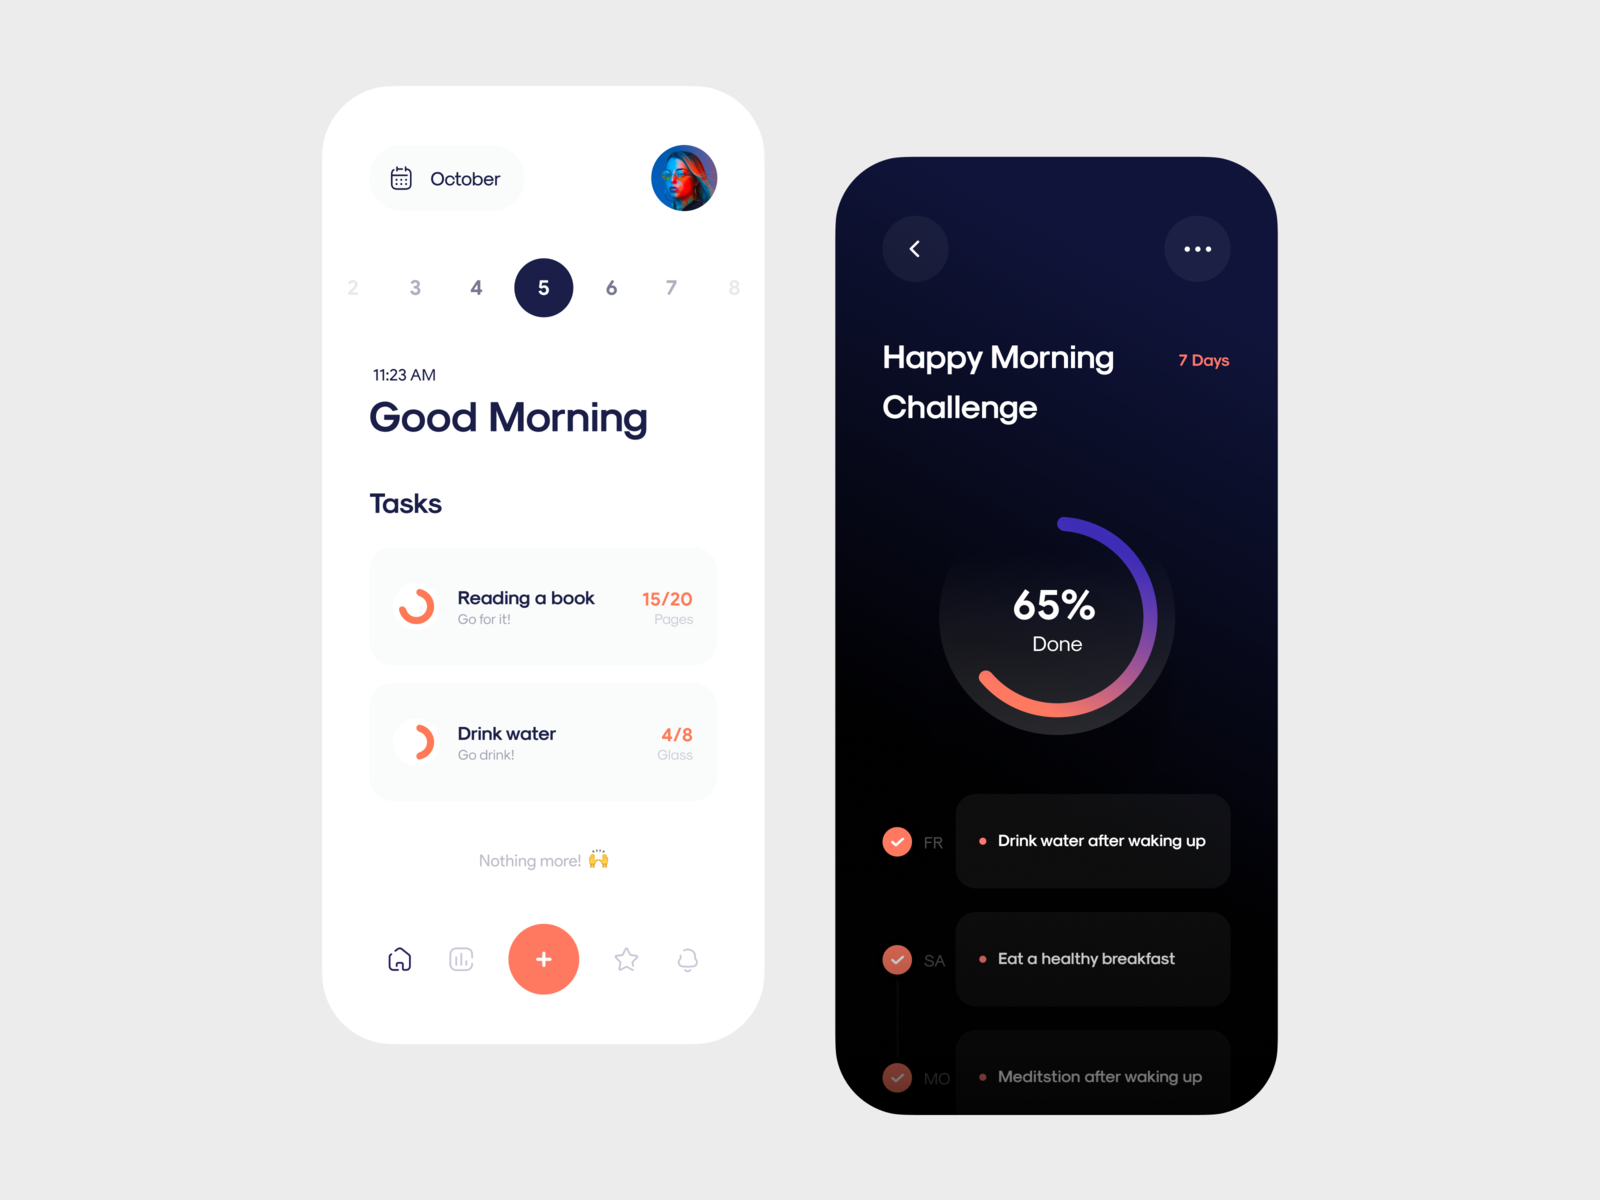 October
2 3 4 5 6 7 8
11:23 AM
Good Morning
Tasks
Reading a book 15/20
Go for it! Pages
Drink water 4/8
Go drink! Glass
Nothing more! 🙌
Happy Morning 7 Days
Challenge
65%
Done
FR Drink water after waking up
SA Eat a healthy breakfast
MO Meditstion after waking up